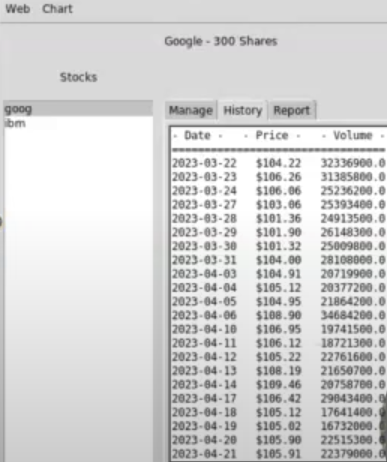 Web Chart
Google - 300 Shares
Stocks
goog
ibm
Manage History Report
- Date - - Price - - Volume -
==============================
2023-03-22 $104.22 32336900.0
2023-03-23 $106.26 31385800.0
2023-03-24 $106.06 25236200.0
2023-03-27 $103.06 25393400.0
2023-03-28 $101.36 24913500.0
2023-03-29 $101.90 26148300.0
2023-03-30 $101.32 25009800.0
2023-03-31 $104.00 28108000.0
2023-04-03 $104.91 20719900.0
2023-04-04 $105.12 20377200.0
2023-04-05 $104.95 21864200.0
2023-04-06 $108.90 34684200.0
2023-04-10 $106.95 19741500.0
2023-04-11 $106.12 18721300.0
2023-04-12 $105.22 22761600.0
2023-04-13 $108.19 21650700.0
2023-04-14 $109.46 20758700.0
2023-04-17 $106.42 29043400.0
2023-04-18 $105.12 17641400.0
2023-04-19 $105.02 16732000.0
2023-04-20 $105.90 22515300.0
2023-04-21 $105.91 22379000.0